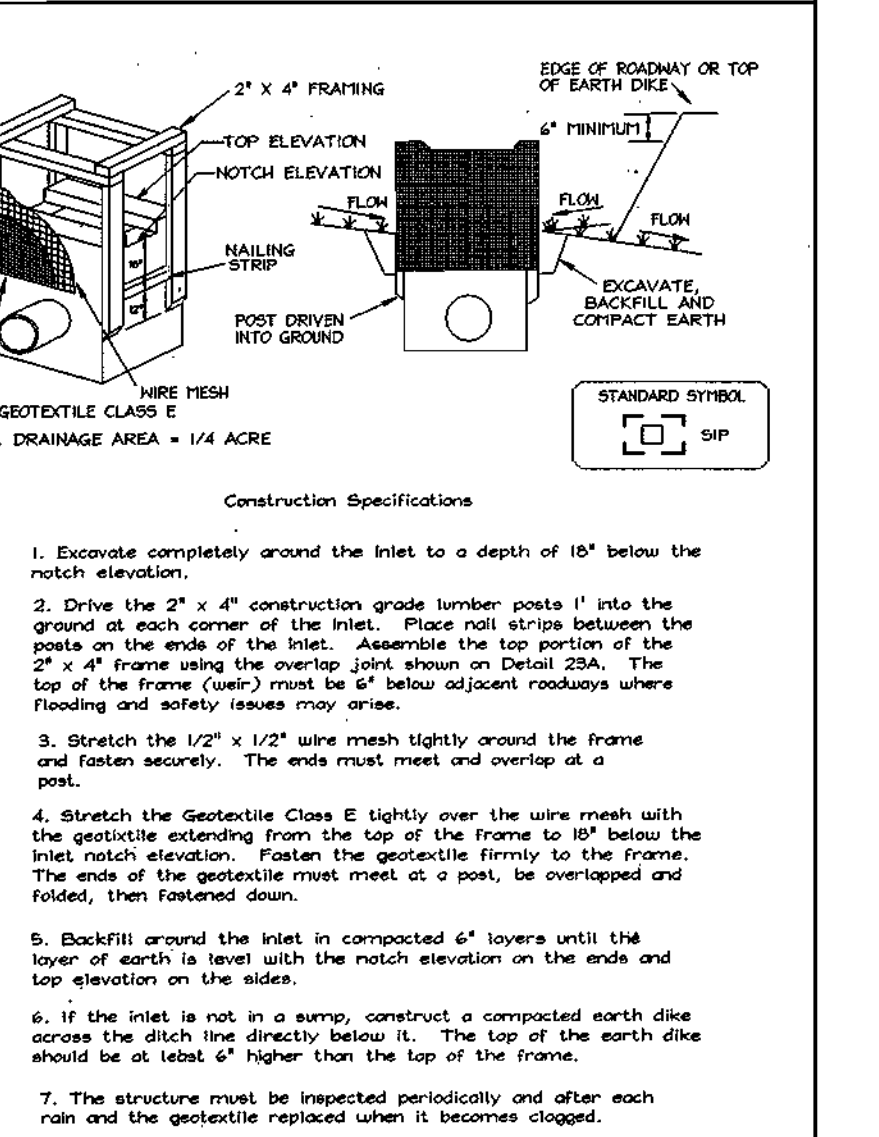 EDGE OF ROADWAY OR TOP
OF EARTH DIKE
2" X 4" FRAMING
6" MINIMUM
TOP ELEVATION
NOTCH ELEVATION
FLOW
FLOW
FLOW
NAILING
STRIP
18"
12"
EXCAVATE,
BACKFILL AND
COMPACT EARTH
POST DRIVEN
INTO GROUND
WIRE MESH
GEOTEXTILE CLASS E
. DRAINAGE AREA = 1/4 ACRE
STANDARD SYMBOL
SIP
Construction Specifications
1. Excavate completely around the inlet to a depth of 18" below the
notch elevation.
2. Drive the 2" x 4" construction grade lumber posts 1' into the
ground at each corner of the inlet. Place nail strips between the
posts on the ends of the inlet. Assemble the top portion of the
2" x 4" frame using the overlap joint shown on Detail 23A. The
top of the frame (weir) must be 6" below adjacent roadways where
flooding and safety issues may arise.
3. Stretch the 1/2" x 1/2" wire mesh tightly around the frame
and fasten securely. The ends must meet and overlap at a
post.
4. Stretch the Geotextile Class E tightly over the wire mesh with
the geotixtile extending from the top of the frame to 18" below the
inlet notch elevation. Fasten the geotextile firmly to the frame.
The ends of the geotextile must meet at a post, be overlapped and
folded, then fastened down.
5. Backfill around the inlet in compacted 6" layers until the
layer of earth is level with the notch elevation on the ends and
top elevation on the sides.
6. If the inlet is not in a sump, construct a compacted earth dike
across the ditch line directly below it. The top of the earth dike
should be at lebst 6" higher than the top of the frame.
7. The structure must be inspected periodically and after each
rain and the geotextile replaced when it becomes clogged.